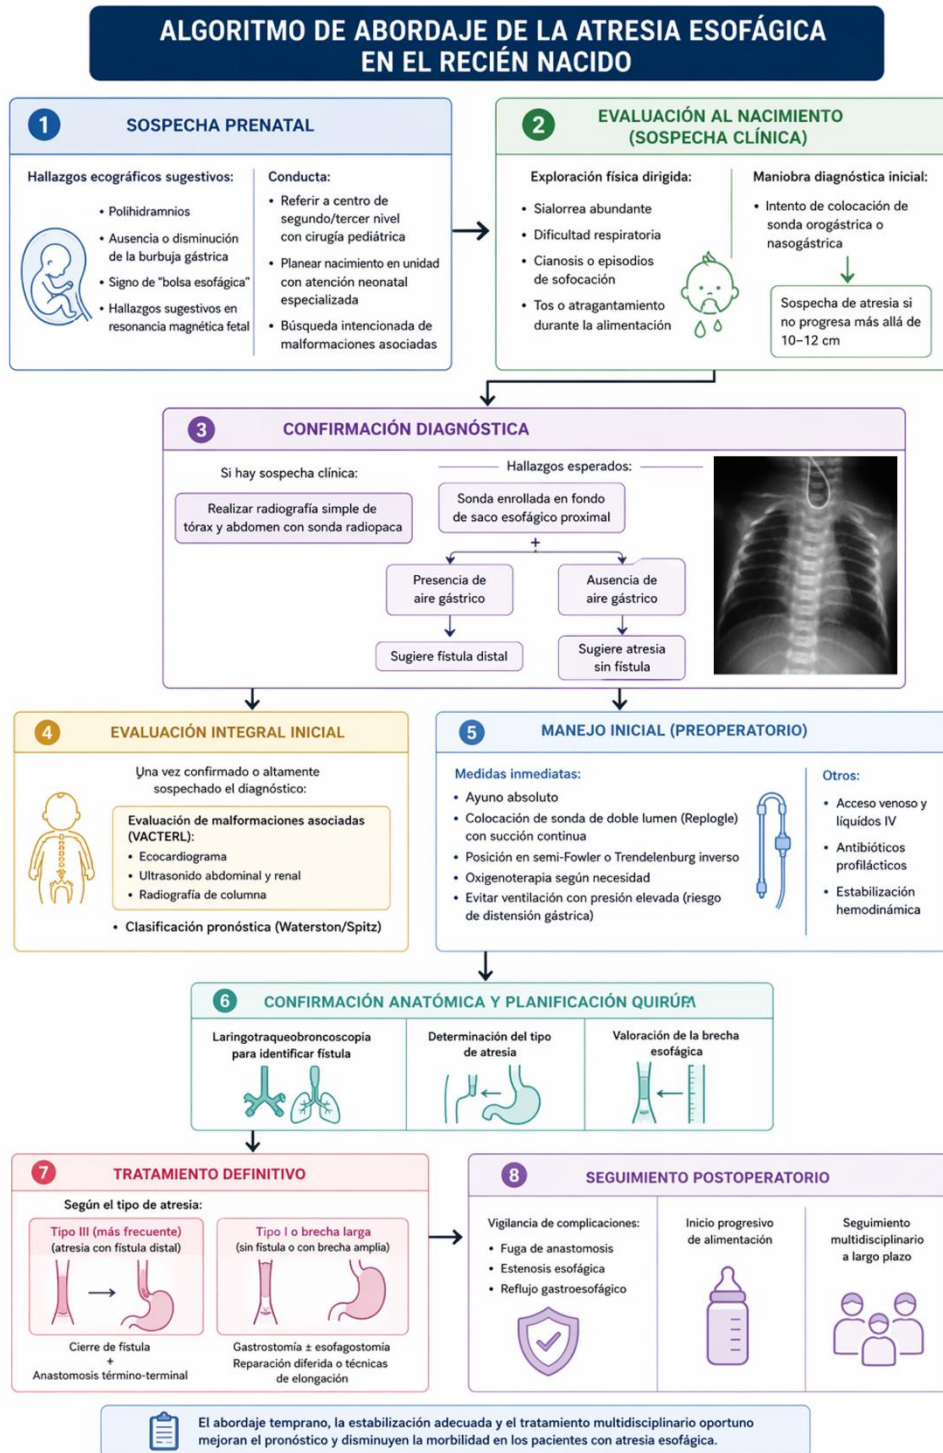 ALGORITMO DE ABORDAJE DE LA ATRESIA ESOFÁGICA
EN EL RECIÉN NACIDO
1
SOSPECHA PRENATAL
Hallazgos ecográficos sugestivos:
• Polihidramnios
• Ausencia o disminución
de la burbuja gástrica
• Signo de "bolsa esofágica"
• Hallazgos sugestivos en
resonancia magnética fetal
Conducta:
• Referir a centro de
segundo/tercer nivel
con cirugía pediátrica
• Planear nacimiento en unidad
con atención neonatal
especializada
• Búsqueda intencionada de
malformaciones asociadas
2
EVALUACIÓN AL NACIMIENTO
(SOSPECHA CLÍNICA)
Exploración física dirigida:
• Sialorrea abundante
• Dificultad respiratoria
• Cianosis o episodios
de sofocación
• Tos o atragantamiento
durante la alimentación
Maniobra diagnóstica inicial:
• Intento de colocación de
sonda orogástrica o
nasogástrica
Sospecha de atresia si
no progresa más allá de
10–12 cm
3
CONFIRMACIÓN DIAGNÓSTICA
Si hay sospecha clínica:
Realizar radiografía simple de
tórax y abdomen con sonda radiopaca
Hallazgos esperados:
Sonda enrollada en fondo
de saco esofágico proximal
+
Presencia de
aire gástrico
Sugiere fístula distal
Ausencia de
aire gástrico
Sugiere atresia
sin fístula
4
EVALUACIÓN INTEGRAL INICIAL
Una vez confirmado o altamente
sospechado el diagnóstico:
Evaluación de malformaciones asociadas
(VACTERL):
• Ecocardiograma
• Ultrasonido abdominal y renal
• Radiografía de columna
• Clasificación pronóstica (Waterston/Spitz)
5
MANEJO INICIAL (PREOPERATORIO)
Medidas inmediatas:
• Ayuno absoluto
• Colocación de sonda de doble lumen (Replogle)
con succión continua
• Posición en semi-Fowler o Trendelenburg inverso
• Oxigenoterapia según necesidad
• Evitar ventilación con presión elevada (riesgo
de distensión gástrica)
Otros:
• Acceso venoso y
líquidos IV
• Antibióticos
profilácticos
• Estabilización
hemodinámica
6
CONFIRMACIÓN ANATÓMICA Y PLANIFICACIÓN
Laringotraqueobroncoscopia
para identificar fístula
Determinación del tipo
de atresia
Valoración de la brecha
esofágica
7
TRATAMIENTO DEFINITIVO
Según el tipo de atresia:
Tipo III (más frecuente)
(atresia con fístula distal)
Cierre de fístula
+
Anastomosis término-terminal
Tipo I o brecha larga
(sin fístula o con brecha amplia)
Gastrostomía ± esofagostomia
Reparación diferida o técnicas
de elongación
8
SEGUIMIENTO POSTOPERATORIO
Vigilancia de complicaciones:
• Fuga de anastomosis
• Estenosis esofágica
• Reflujo gastroesofágico
Inicio progresivo
de alimentación
Seguimiento
multidisciplinario
a largo plazo
El abordaje temprano, la estabilización adecuada y el tratamiento multidisciplinario oportuno
mejoran el pronóstico y disminuyen la morbilidad en los pacientes con atresia esofágica.